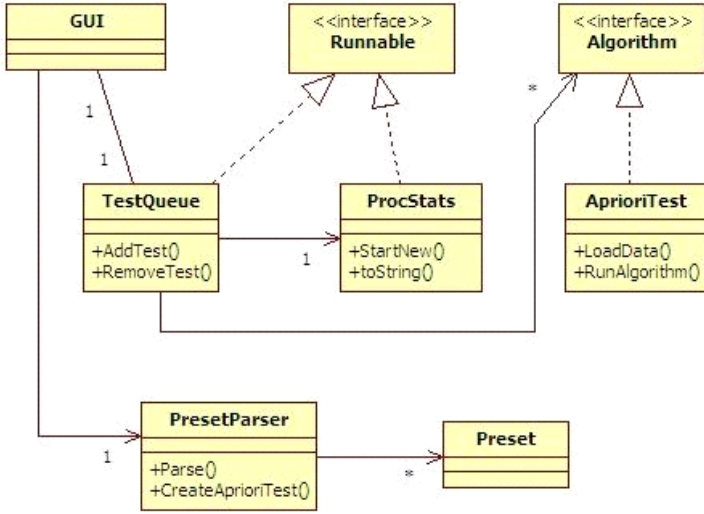 GUI
<<interface>>
Runnable
<<interface>>
Algorithm
1
*
1
TestQueue
+AddTest()
+RemoveTest()
1
ProcStats
+StartNew()
+toString()
AprioriTest
+LoadData()
+RunAlgorithm()
1
PresetParser
+Parse()
+CreateAprioriTest()
*
Preset